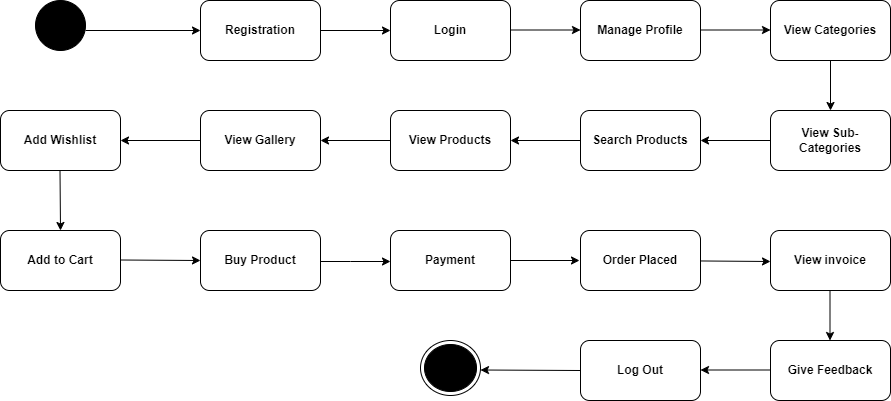 Registration
Login
Manage Profile
View Categories
View Sub-
Categories
Search Products
View Products
View Gallery
Add Wishlist
Add to Cart
Buy Product
Payment
Order Placed
View invoice
Give Feedback
Log Out